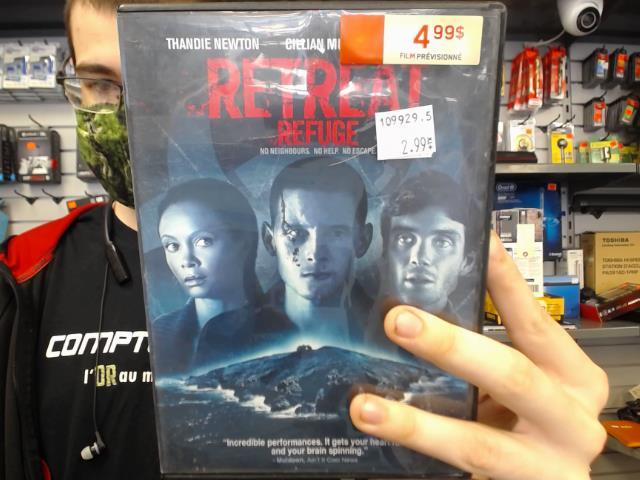 4.99$
FILM PRÉVISIONNÉ
THANDIE NEWTON CILLIAN
RETREAT
REFUGE
NO NEIGHBOURS. NO HELP. NO ESCAPE.
109929.5
2.99€
COMPT
l'OR au m
TOSHIBA
"Incredible performances. It gets your heart
and your brain spinning."